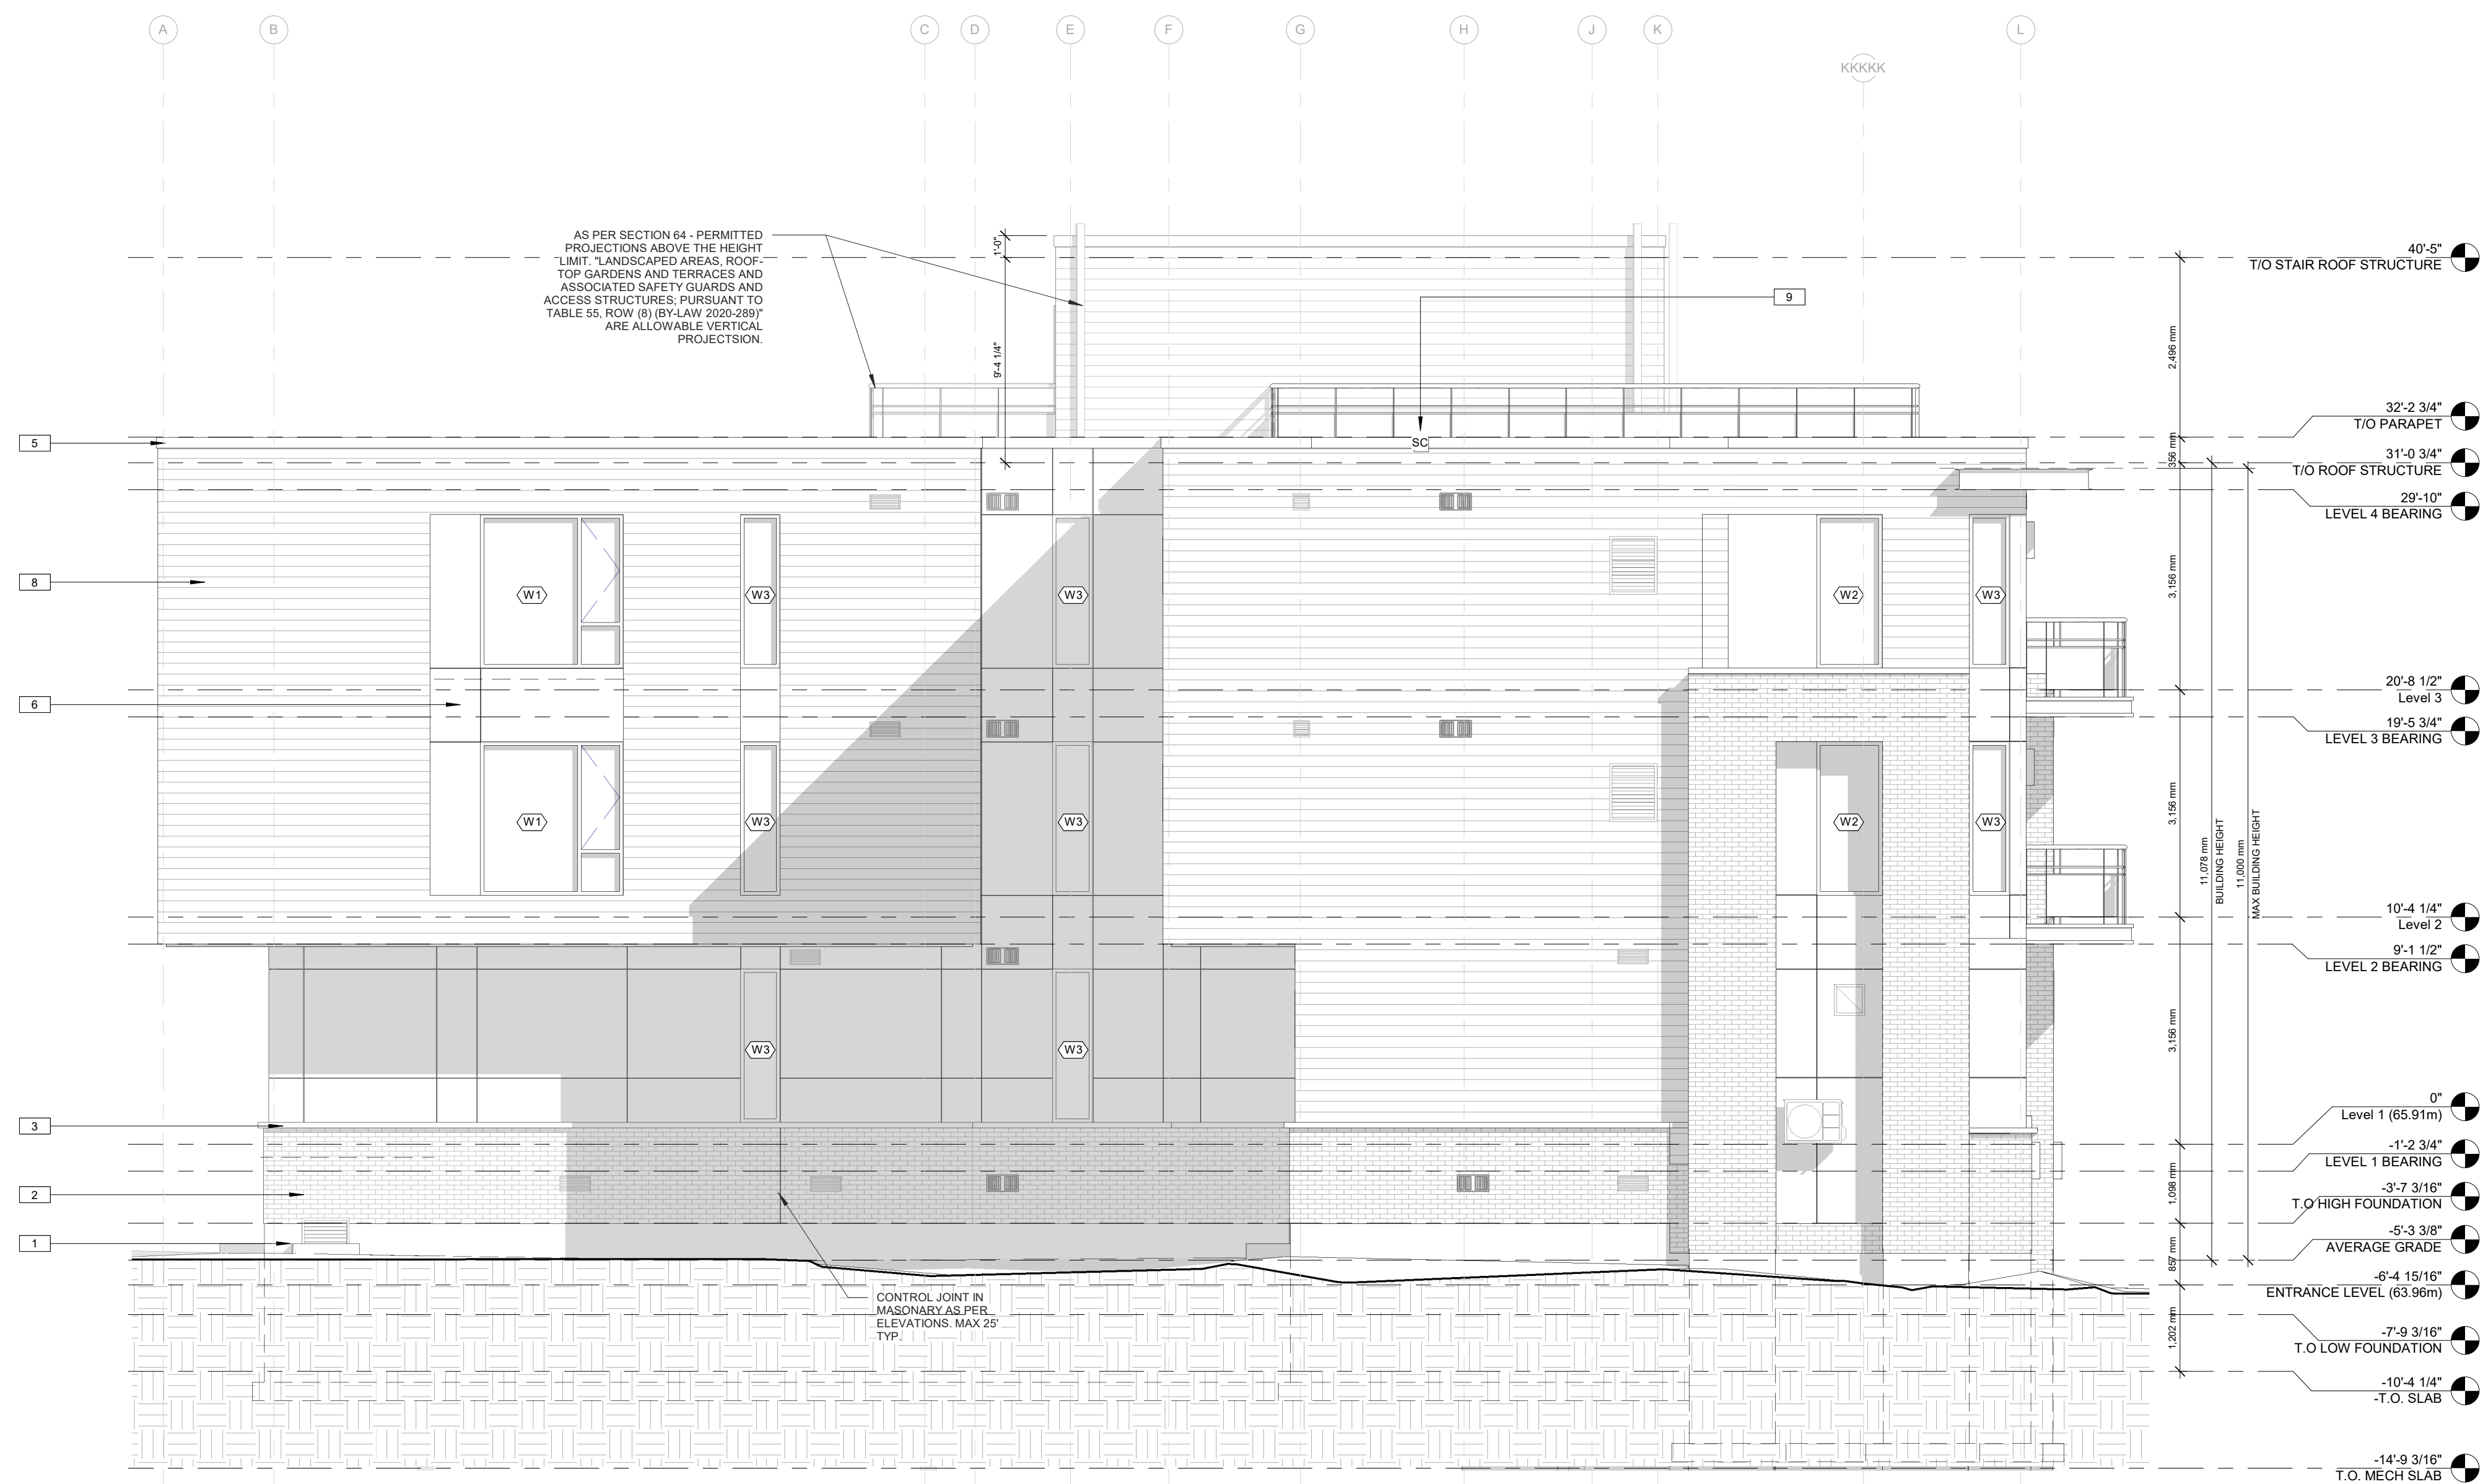 A
B
C
D
E
F
G
H
J
K
KKKKK
L
AS PER SECTION 64 - PERMITTED
PROJECTIONS ABOVE THE HEIGHT
LIMIT. "LANDSCAPED AREAS, ROOF-
TOP GARDENS AND TERRACES AND
ASSOCIATED SAFETY GUARDS AND
ACCESS STRUCTURES; PURSUANT TO
TABLE 55, ROW (8) (BY-LAW 2020-289)"
ARE ALLOWABLE VERTICAL
PROJECTSION.
1'-0"
9'-4 1/4"
9
SC
5
8
6
3
2
1
W1
W3
W3
W2
W3
W1
W3
W3
W2
W3
W3
W3
CONTROL JOINT IN
MASONARY AS PER
ELEVATIONS. MAX 25'
TYP.
2,496 mm
356 mm
3,156 mm
3,156 mm
3,156 mm
1,098 mm
857 mm
1,202 mm
11,078 mm
BUILDING HEIGHT
11,000 mm
MAX BUILDING HEIGHT
40'-5"
T/O STAIR ROOF STRUCTURE
32'-2 3/4"
T/O PARAPET
31'-0 3/4"
T/O ROOF STRUCTURE
29'-10"
LEVEL 4 BEARING
20'-8 1/2"
Level 3
19'-5 3/4"
LEVEL 3 BEARING
10'-4 1/4"
Level 2
9'-1 1/2"
LEVEL 2 BEARING
0"
Level 1 (65.91m)
-1'-2 3/4"
LEVEL 1 BEARING
-3'-7 3/16"
T.O HIGH FOUNDATION
-5'-3 3/8"
AVERAGE GRADE
-6'-4 15/16"
ENTRANCE LEVEL (63.96m)
-7'-9 3/16"
T.O LOW FOUNDATION
-10'-4 1/4"
-T.O. SLAB
-14'-9 3/16"
T.O. MECH SLAB